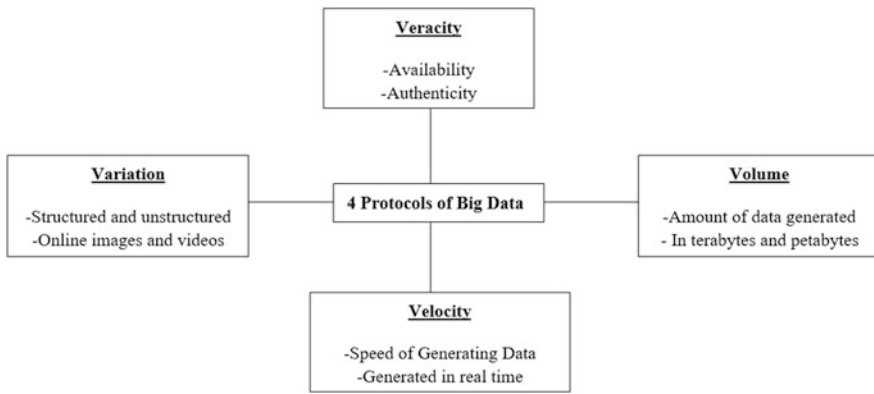 Veracity
-Availability
-Authenticity
Variation
-Structured and unstructured
-Online images and videos
4 Protocols of Big Data
Volume
-Amount of data generated
- In terabytes and petabytes
Velocity
-Speed of Generating Data
-Generated in real time